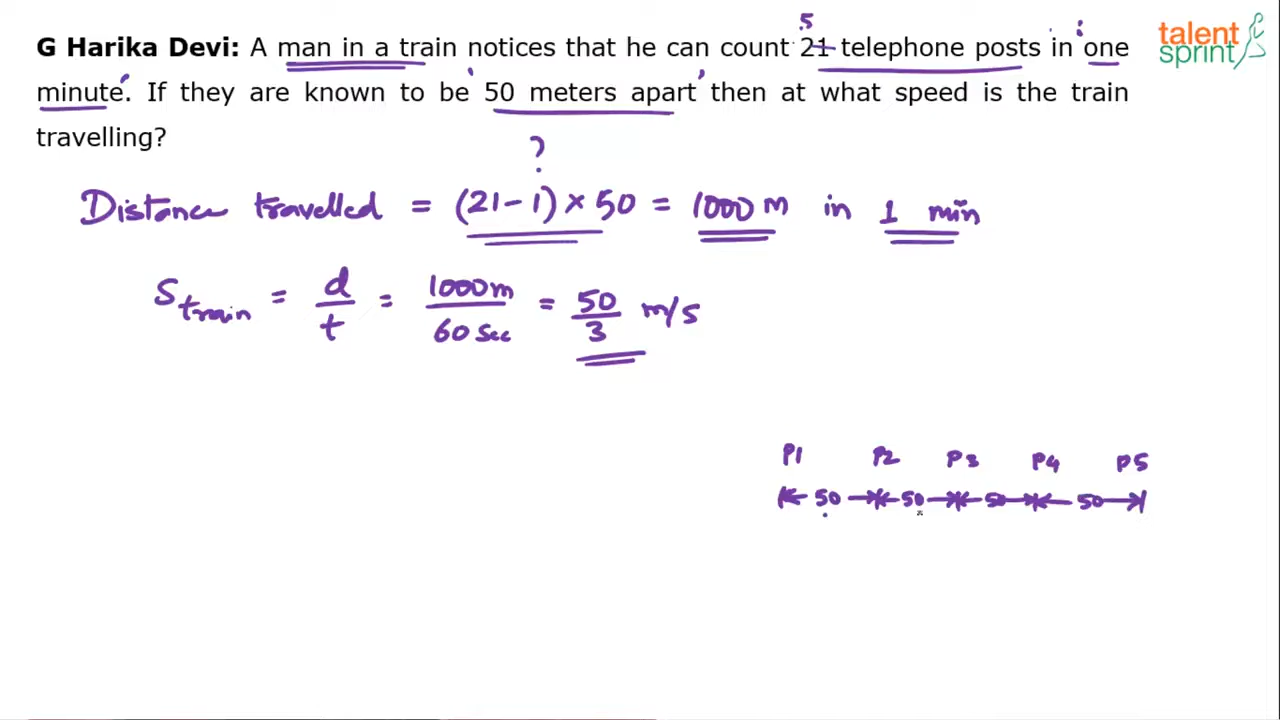 5
G Harika Devi: A man in a train notices that he can count 21 telephone posts in one
minute. If they are known to be 50 meters apart then at what speed is the train
travelling?
talent
sprint
?
Distance travelled = (21-1) × 50 = 1000 m in 1 min
S train = d/t = 1000m/60 sec = 50/3 m/s
P1 P2 P3 P4 P5
50 50 50 50